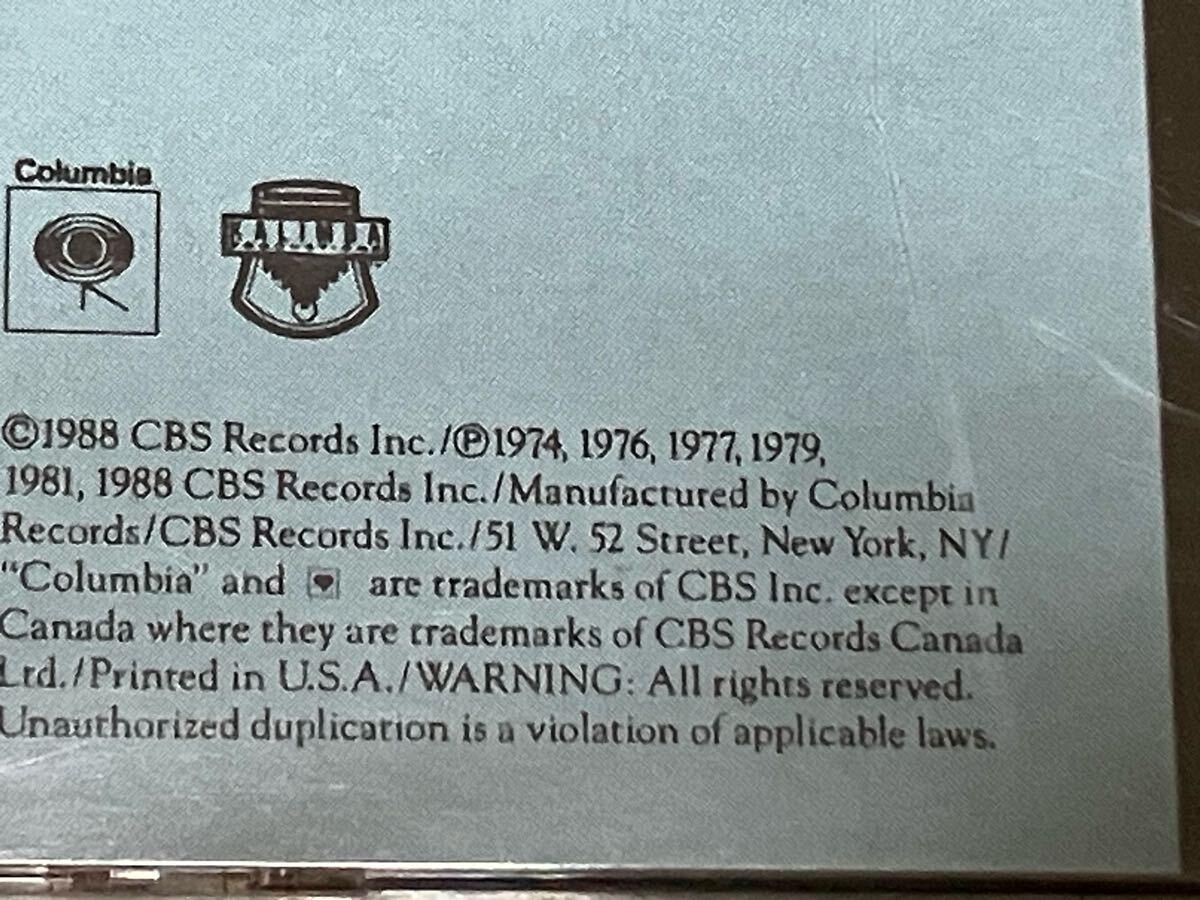 Columbia
©1988 CBS Records Inc./℗1974, 1976, 1977, 1979,
1981, 1988 CBS Records Inc./Manufactured by Columbia
Records/CBS Records Inc./51 W. 52 Street, New York, NY/
“Columbia” and are trademarks of CBS Inc. except in
Canada where they are trademarks of CBS Records Canada
Ltd./Printed in U.S.A./WARNING: All rights reserved.
Unauthorized duplication is a violation of applicable laws.